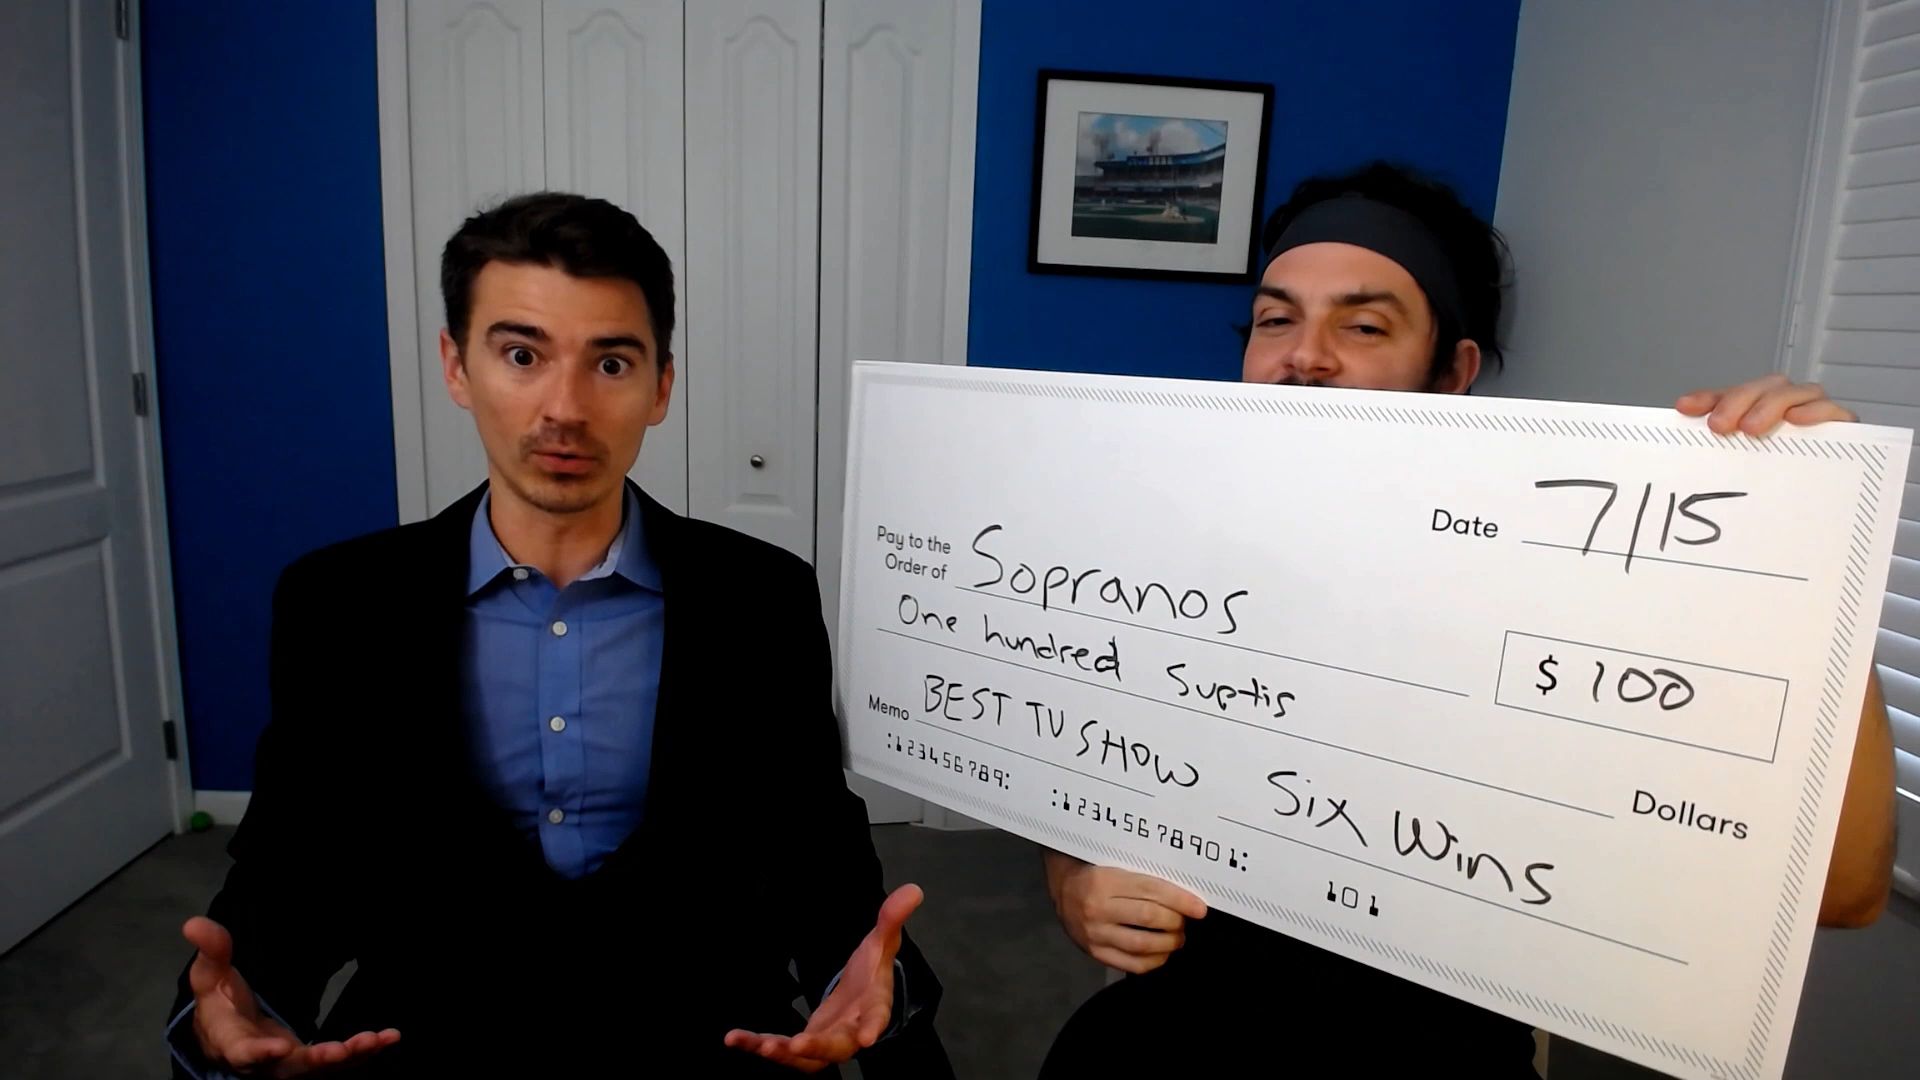 Date 7/15
Pay to the
Order of Sopranos
$ 100
One hundred Suptis Dollars
Memo BEST TV SHOW Six Wins
⑆123456789⑆ ⑆12345678901⑆ 101